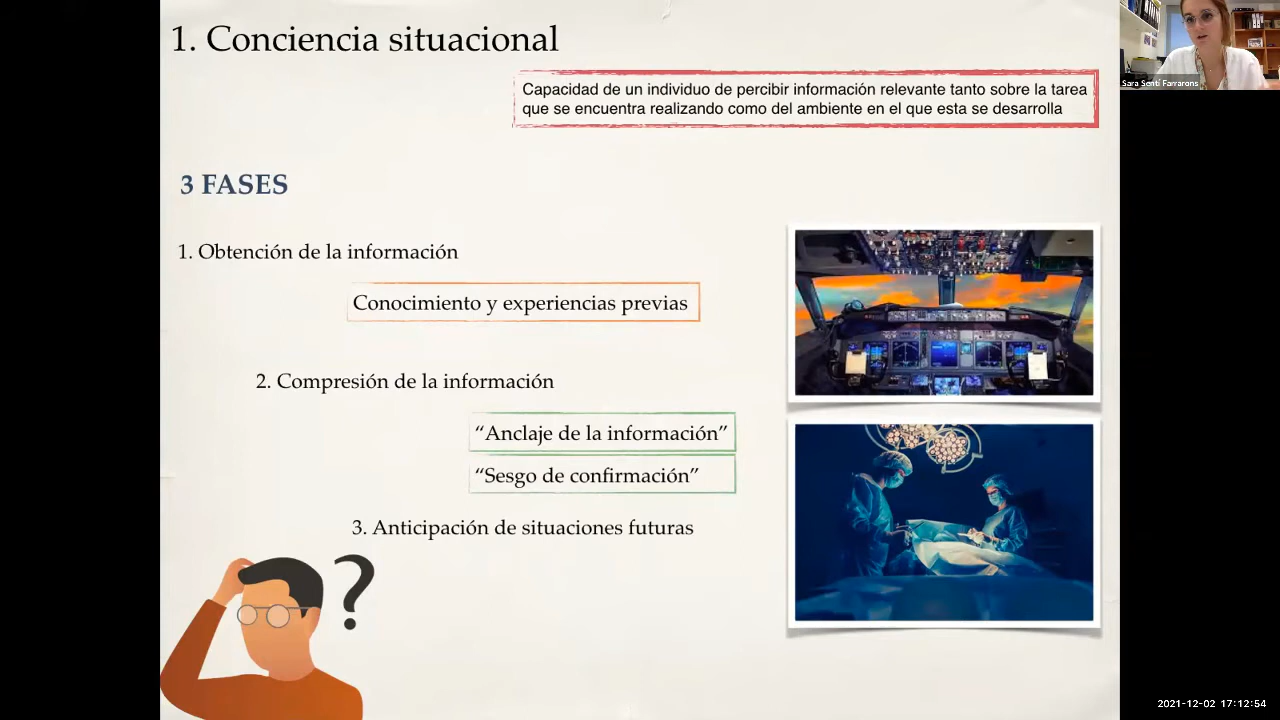 1. Conciencia situacional
Capacidad de un individuo de percibir información relevante tanto sobre la tarea
que se encuentra realizando como del ambiente en el que esta se desarrolla
3 FASES
1. Obtención de la información
Conocimiento y experiencias previas
2. Compresión de la información
“Anclaje de la información”
“Sesgo de confirmación”
3. Anticipación de situaciones futuras
?
Sara Sentí Farrarons
2021-12-02 17:12:54